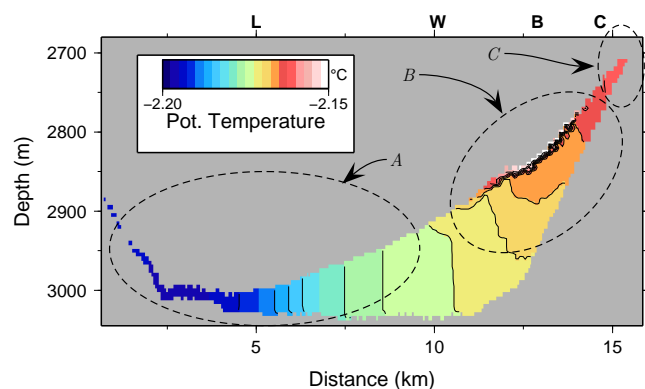 L W B C
2700
2800
2900
3000
Depth (m)
−2.20 −2.15
°C
Pot. Temperature
A
B
C
5 10 15
Distance (km)